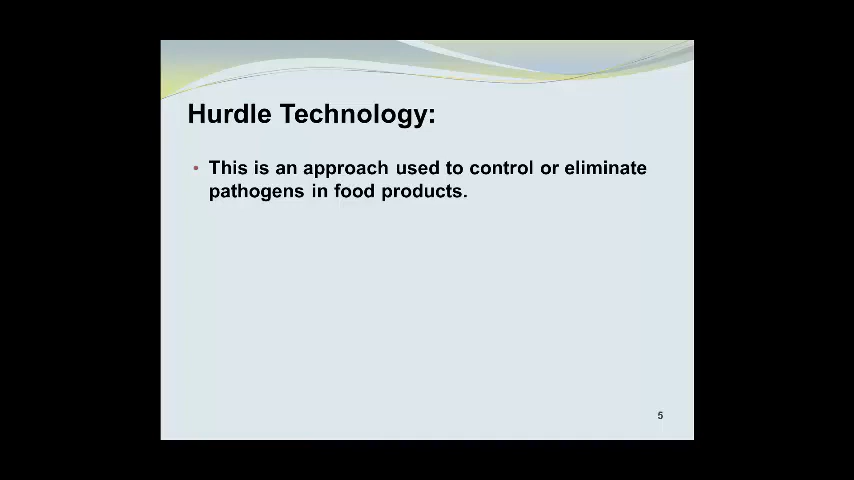 Hurdle Technology:
• This is an approach used to control or eliminate
pathogens in food products.
5